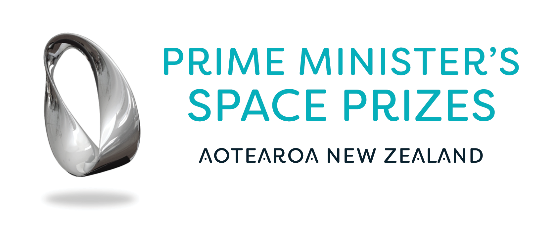 PRIME MINISTER'S
SPACE PRIZES
AOTEAROA NEW ZEALAND